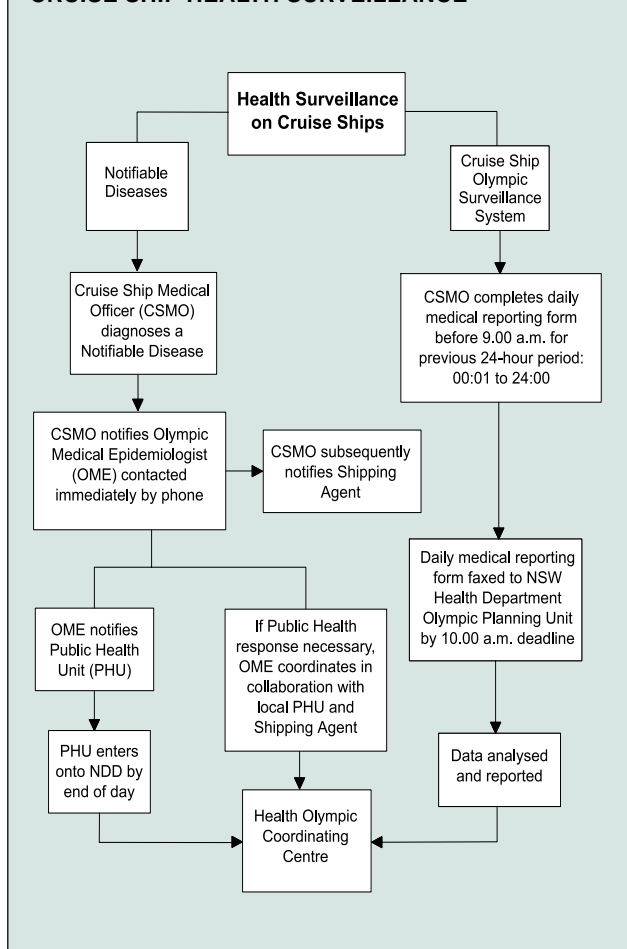 CRUISE SHIP HEALTH SURVEILLANCE
Health Surveillance
on Cruise Ships
Notifiable
Diseases
Cruise Ship
Olympic
Surveillance
System
Cruise Ship Medical
Officer (CSMO)
diagnoses a
Notifiable Disease
CSMO completes daily
medical reporting form
before 9.00 a.m. for
previous 24-hour period:
00:01 to 24:00
CSMO notifies Olympic
Medical Epidemiologist
(OME) contacted
immediately by phone
CSMO subsequently
notifies Shipping
Agent
Daily medical reporting
form faxed to NSW
Health Department
Olympic Planning Unit
by 10.00 a.m. deadline
OME notifies
Public Health
Unit (PHU)
If Public Health
response necessary,
OME coordinates in
collaboration with
local PHU and
Shipping Agent
PHU enters
onto NDD by
end of day
Data analysed
and reported
Health Olympic
Coordinating
Centre